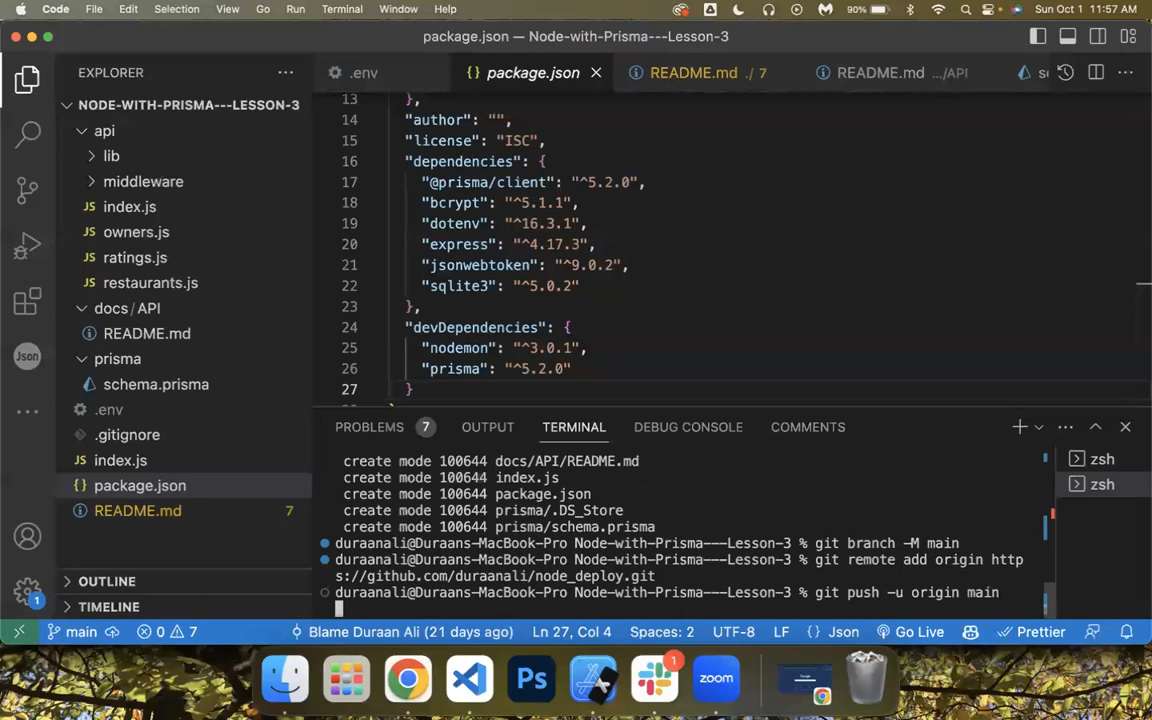 Code File Edit Selection View Go Run Terminal Window Help 90% Sun Oct 1 11:57 AM
package.json — Node-with-Prisma---Lesson-3
EXPLORER
.env
package.json
README.md ./ 7
README.md .../API
NODE-WITH-PRISMA---LESSON-3
api
lib
middleware
index.js
owners.js
ratings.js
restaurants.js
docs/API
README.md
prisma
schema.prisma
.env
.gitignore
index.js
package.json
README.md 7
OUTLINE
TIMELINE
Json
1
13 },
14 "author": "",
15 "license": "ISC",
16 "dependencies": {
17 "@prisma/client": "^5.2.0",
18 "bcrypt": "^5.1.1",
19 "dotenv": "^16.3.1",
20 "express": "^4.17.3",
21 "jsonwebtoken": "^9.0.2",
22 "sqlite3": "^5.0.2"
23 },
24 "devDependencies": {
25 "nodemon": "^3.0.1",
26 "prisma": "^5.2.0"
27 }
PROBLEMS 7 OUTPUT TERMINAL DEBUG CONSOLE COMMENTS
create mode 100644 docs/API/README.md
create mode 100644 index.js
create mode 100644 package.json
create mode 100644 prisma/.DS_Store
create mode 100644 prisma/schema.prisma
duraanali@Duraans-MacBook-Pro Node-with-Prisma---Lesson-3 % git branch -M main
duraanali@Duraans-MacBook-Pro Node-with-Prisma---Lesson-3 % git remote add origin http
s://github.com/duraanali/node_deploy.git
duraanali@Duraans-MacBook-Pro Node-with-Prisma---Lesson-3 % git push -u origin main
zsh
zsh
main 0 7 Blame Duraan Ali (21 days ago) Ln 27, Col 4 Spaces: 2 UTF-8 LF {} Json Go Live Prettier
Ps
1
zoom